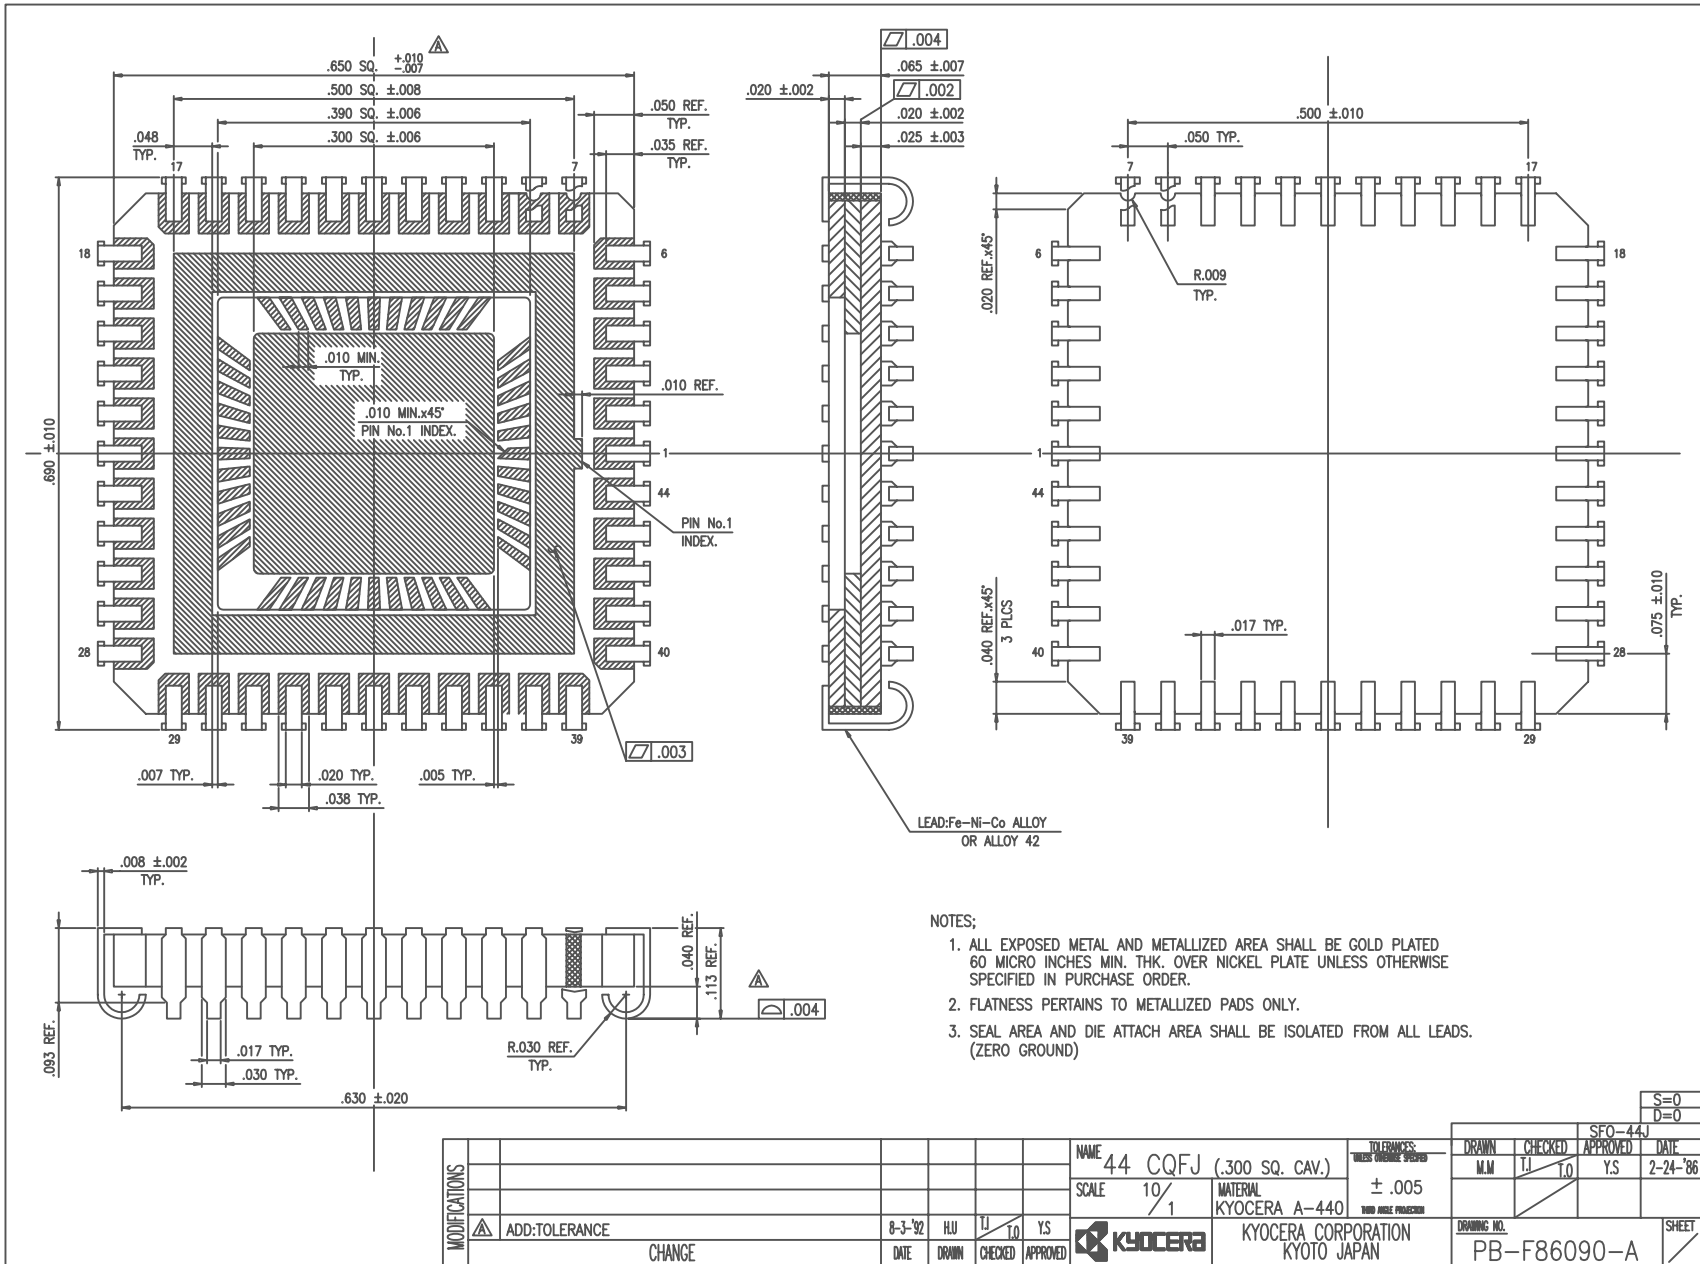 .650 SQ. +.010 -.007
A
.500 SQ. ±.008
.390 SQ. ±.006
.300 SQ. ±.006
.048
TYP.
.050 REF.
TYP.
.035 REF.
TYP.
17
7
18
6
.690 ±.010
.010 MIN.
TYP.
.010 MIN.x45°
PIN No.1 INDEX.
.010 REF.
1
44
PIN No.1
INDEX.
28
40
29
39
.003
.007 TYP.
.020 TYP.
.005 TYP.
.038 TYP.
.004
.065 ±.007
.020 ±.002
.002
.020 ±.002
.025 ±.003
LEAD:Fe-Ni-Co ALLOY
OR ALLOY 42
.500 ±.010
.050 TYP.
7
17
.020 REF.x45°
R.009
TYP.
6
18
1
44
.040 REF.x45°
3 PLCS
.017 TYP.
.075 ±.010
TYP.
40
28
39
29
.008 ±.002
TYP.
.040 REF.
.113 REF.
A
.004
.093 REF.
.017 TYP.
.030 TYP.
R.030 REF.
TYP.
.630 ±.020
NOTES;
1. ALL EXPOSED METAL AND METALLIZED AREA SHALL BE GOLD PLATED
60 MICRO INCHES MIN. THK. OVER NICKEL PLATE UNLESS OTHERWISE
SPECIFIED IN PURCHASE ORDER.
2. FLATNESS PERTAINS TO METALLIZED PADS ONLY.
3. SEAL AREA AND DIE ATTACH AREA SHALL BE ISOLATED FROM ALL LEADS.
(ZERO GROUND)
S=0
D=0
SFO-44J
MODIFICATIONS
A ADD:TOLERANCE 8-3-'92 H.U T.I T.O Y.S
CHANGE DATE DRAWN CHECKED APPROVED
NAME 44 CQFJ (.300 SQ. CAV.)
SCALE 10/1
MATERIAL
KYOCERA A-440
TOLERANCES:
UNLESS OTHERWISE SPECIFIED
± .005
THIRD ANGLE PROJECTION
DRAWN CHECKED APPROVED DATE
M.M T.I T.O Y.S 2-24-'86
KYOCERA
KYOCERA CORPORATION
KYOTO JAPAN
DRAWING NO.
PB-F86090-A
SHEET